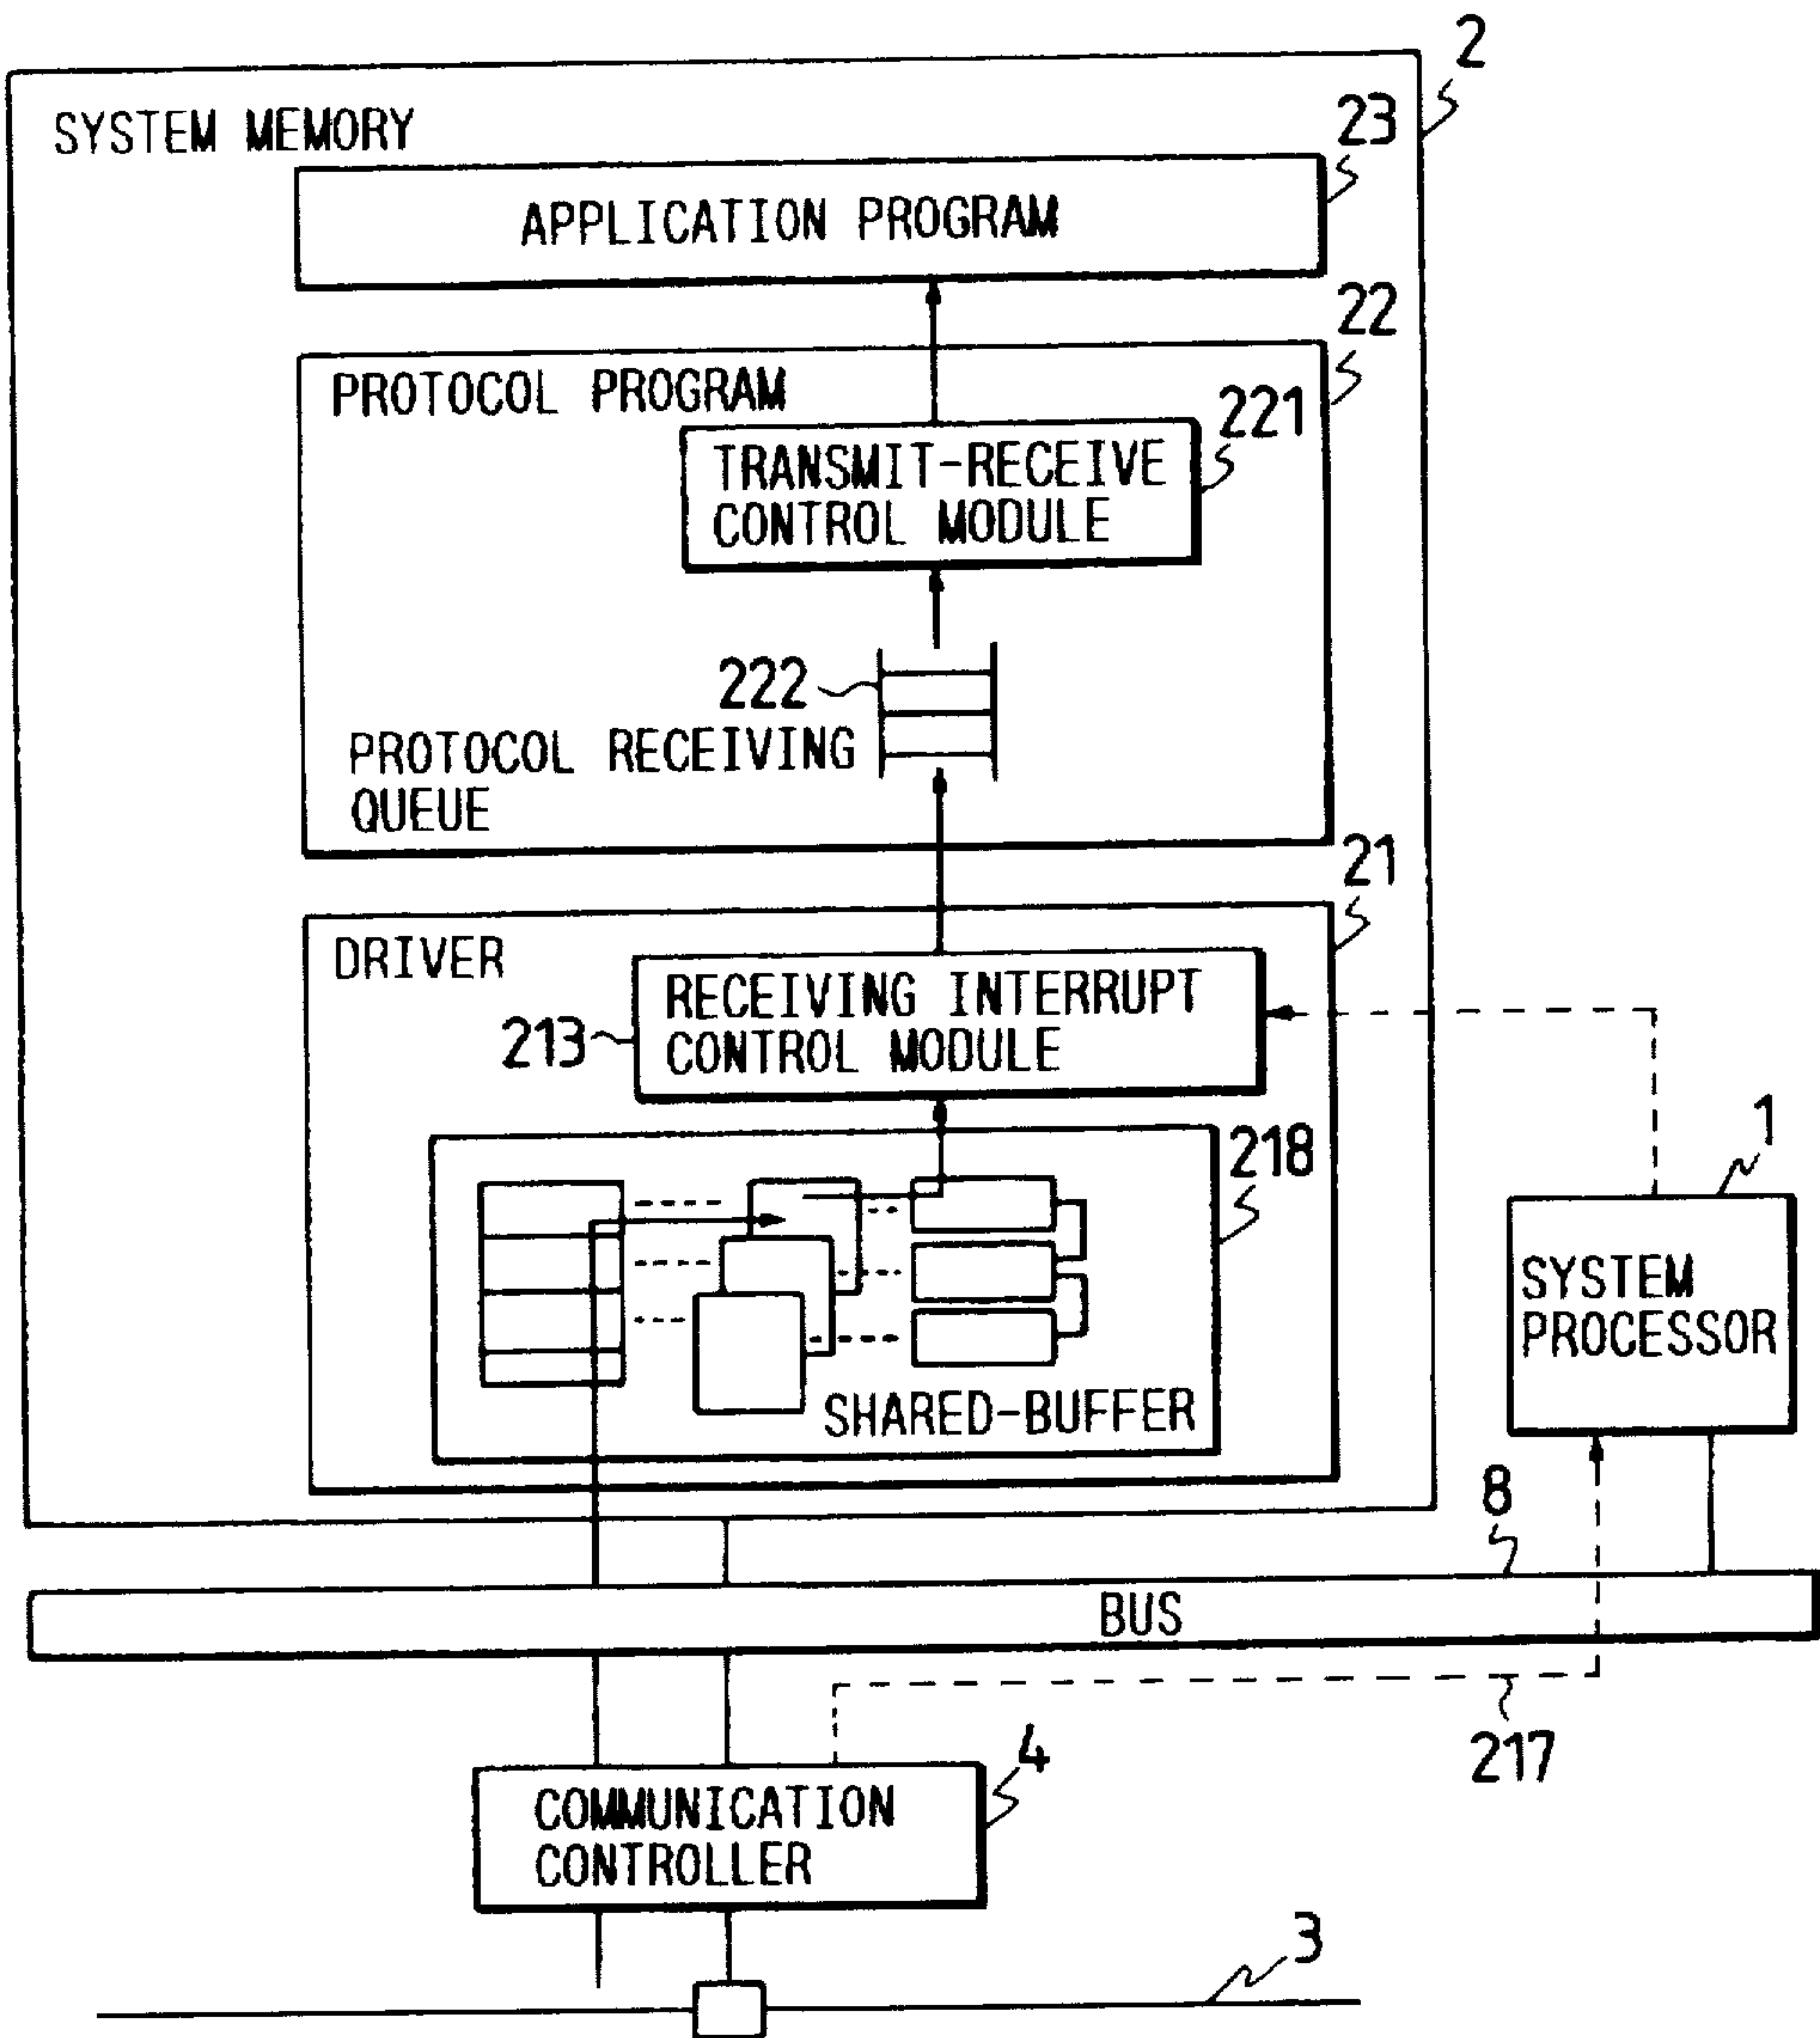 2
SYSTEM MEMORY
23
APPLICATION PROGRAM
22
PROTOCOL PROGRAM
221
TRANSMIT-RECEIVE
CONTROL MODULE
222
PROTOCOL RECEIVING
QUEUE
21
DRIVER
RECEIVING INTERRUPT
CONTROL MODULE
213
1
218
SYSTEM
PROCESSOR
SHARED-BUFFER
8
BUS
217
4
COMMUNICATION
CONTROLLER
3